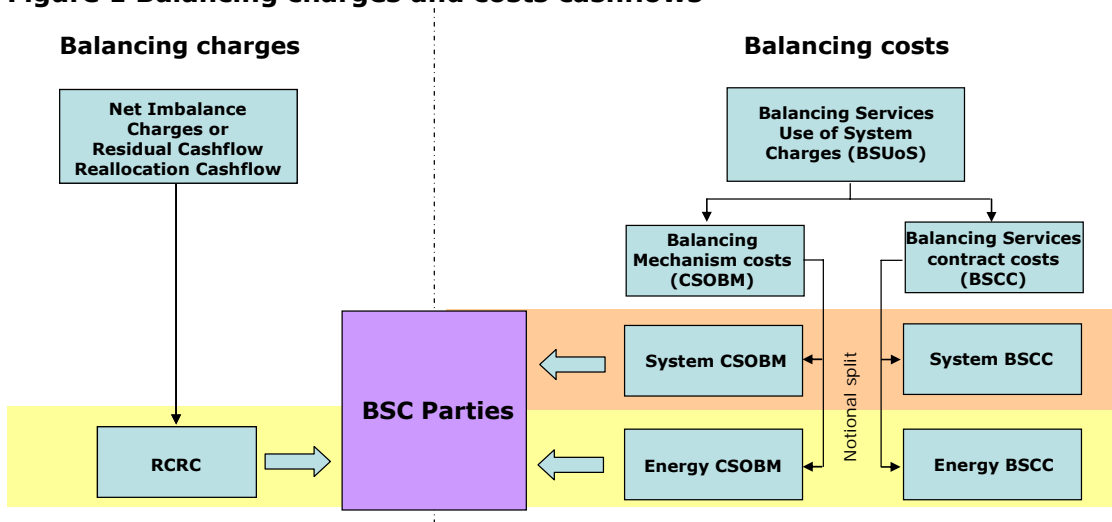 Figure 1 Balancing charges and costs cashflows
Balancing charges
Balancing costs
Net Imbalance
Charges or
Residual Cashflow
Reallocation Cashflow
Balancing Services
Use of System
Charges (BSUoS)
Balancing
Mechanism costs
(CSOBM)
Balancing Services
contract costs
(BSCC)
BSC Parties
System CSOBM
Notional split
System BSCC
RCRC
Energy CSOBM
Energy BSCC